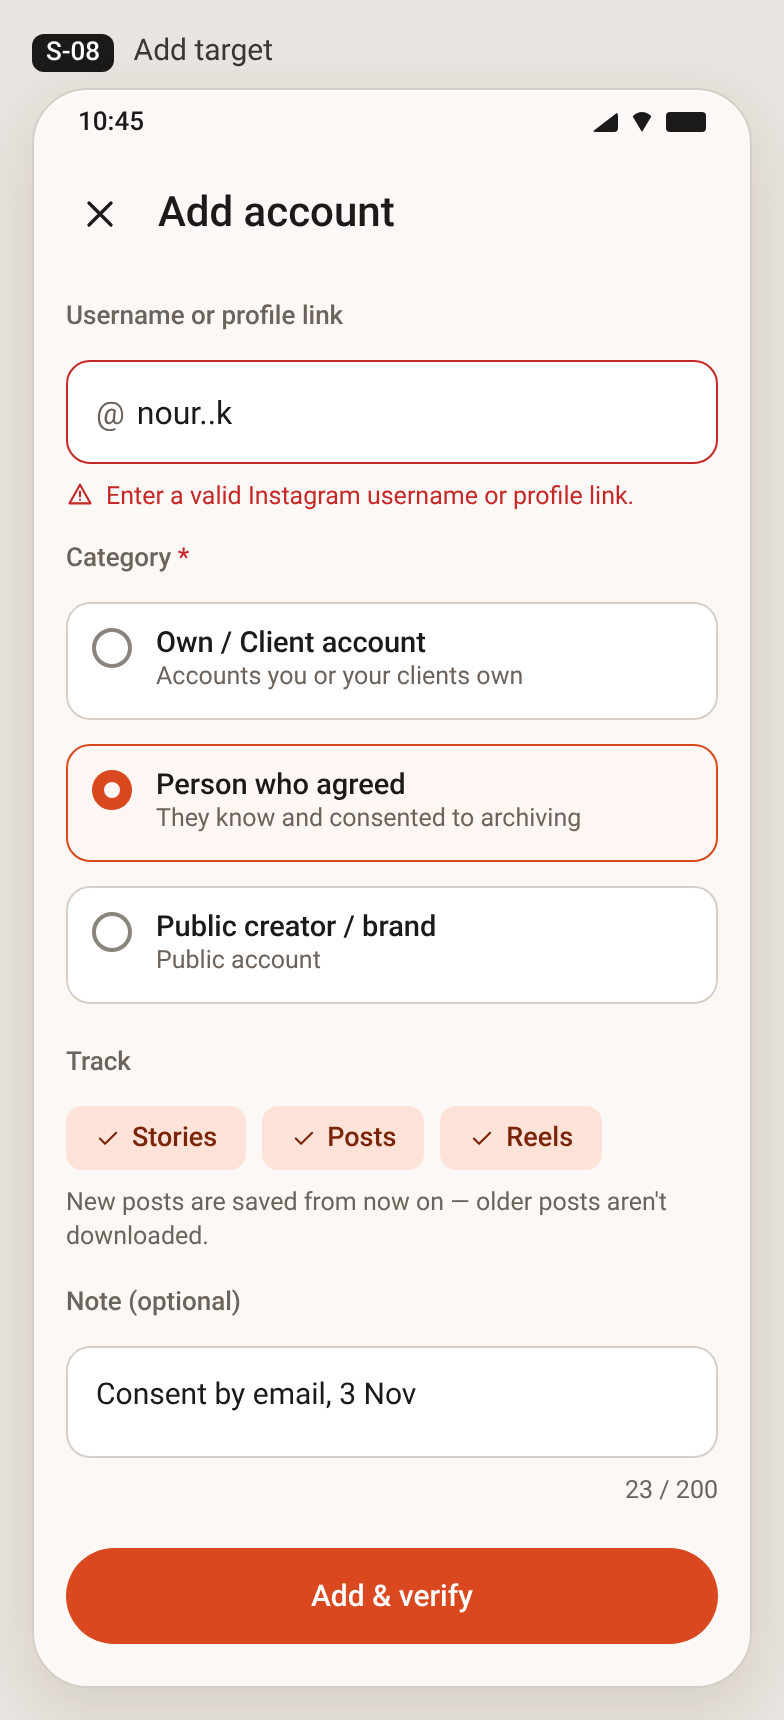 S-08 Add target
10:45
Add account
Username or profile link
@ nour..k
Enter a valid Instagram username or profile link.
Category *
Own / Client account
Accounts you or your clients own
Person who agreed
They know and consented to archiving
Public creator / brand
Public account
Track
Stories Posts Reels
New posts are saved from now on — older posts aren't
downloaded.
Note (optional)
Consent by email, 3 Nov
23 / 200
Add & verify